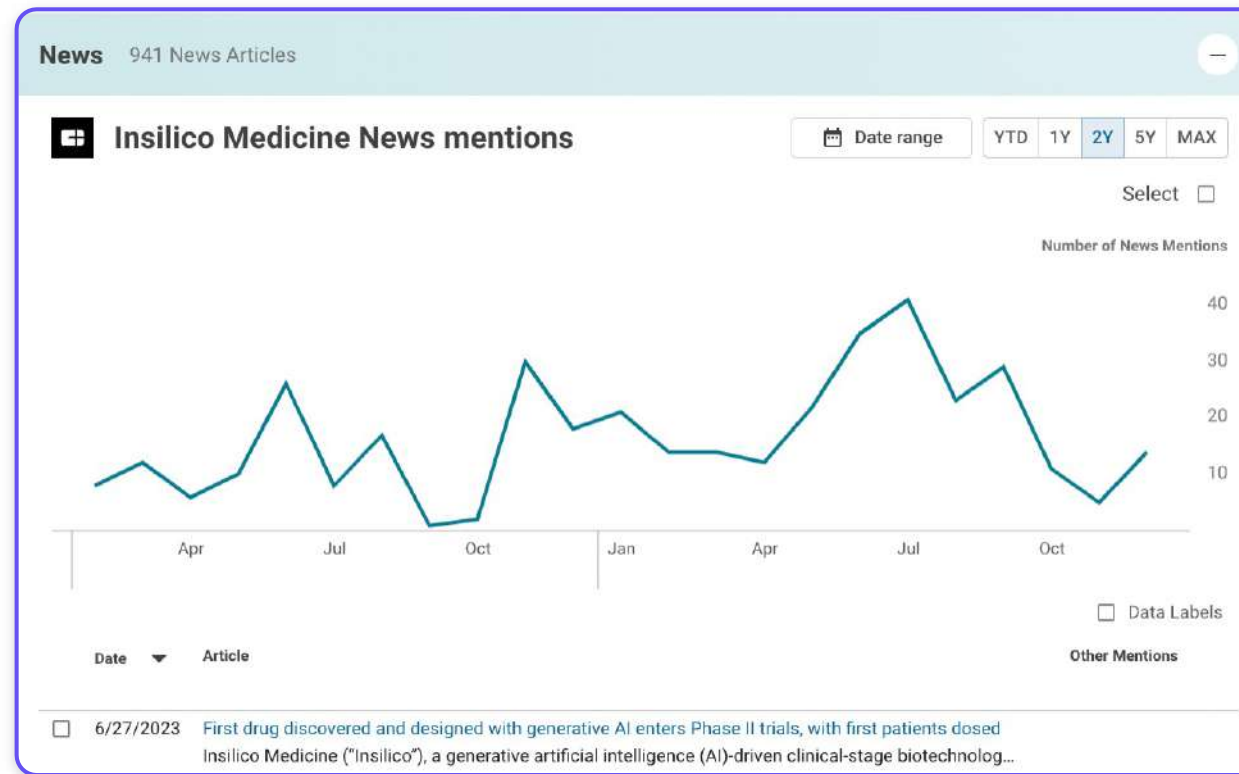 News 941 News Articles
Insilico Medicine News mentions
Date range YTD 1Y 2Y 5Y MAX
Select
Number of News Mentions
40
30
20
10
Apr Jul Oct Jan Apr Jul Oct
Data Labels
Date Article Other Mentions
6/27/2023 First drug discovered and designed with generative AI enters Phase II trials, with first patients dosed
Insilico Medicine (“Insilico”), a generative artificial intelligence (AI)-driven clinical-stage biotechnolog...